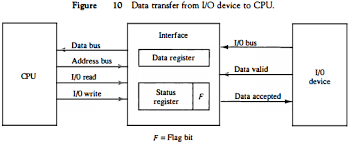 Figure 10 Data transfer from I/O device to CPU.
Interface
Data bus
Address bus
I/O read
I/O write
CPU
Data register
Status
register
F
I/O bus
Data valid
Data accepted
I/O
device
F = Flag bit